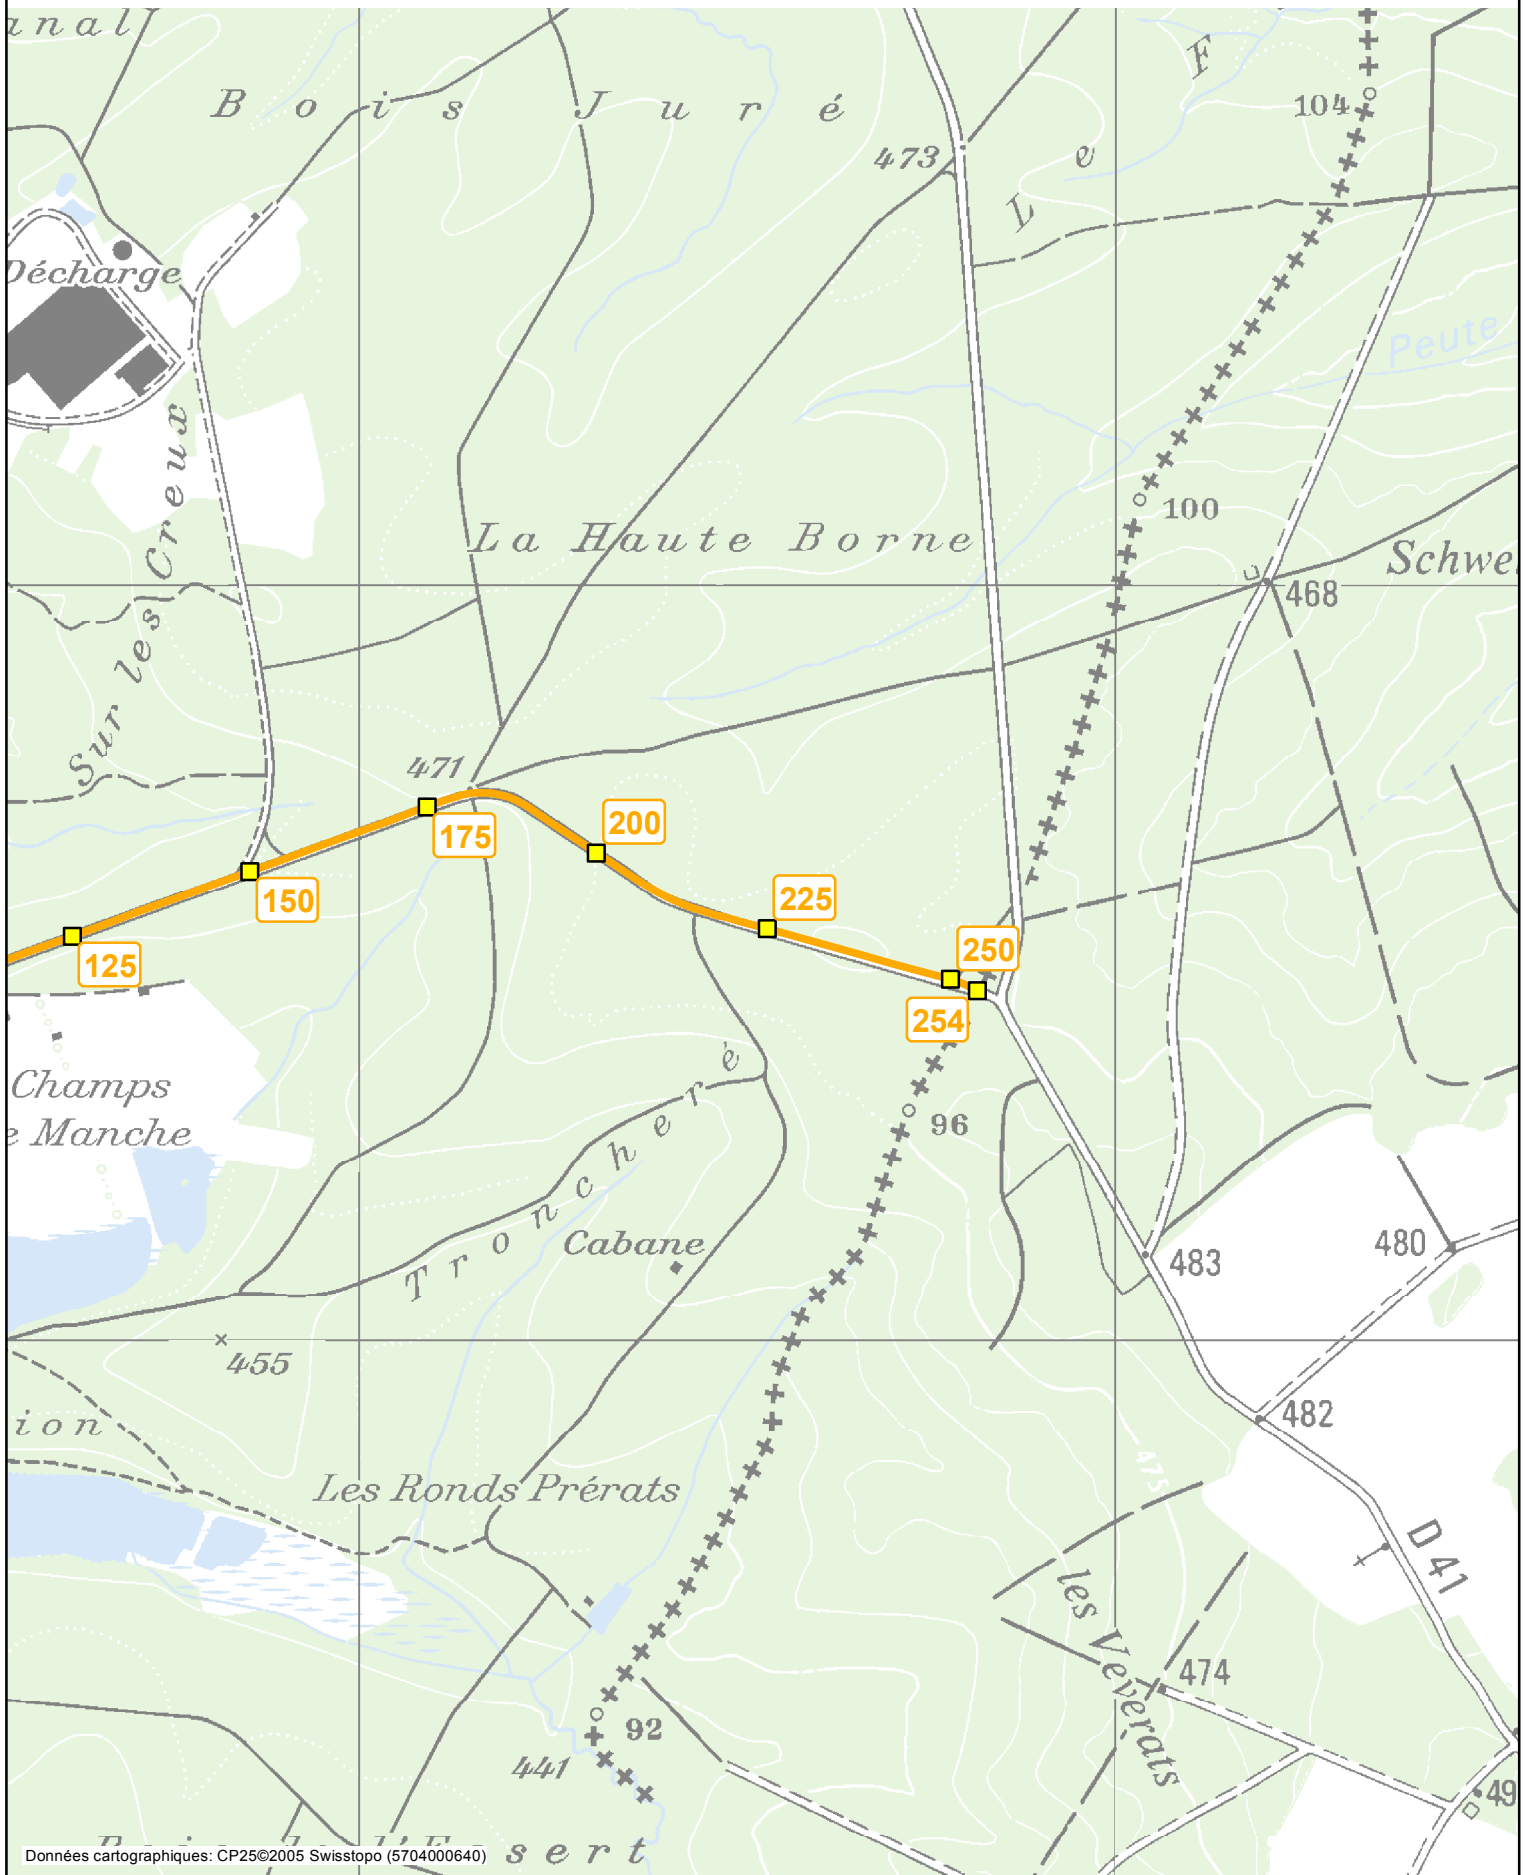 anal
Bois Juré
Le F
104
473
Décharge
Peute
Sur les Creux
100
La Haute Borne
Schwe
468
471
200
175
225
150
250
125
254
Champs
e Manche
96
Troncheré
Cabane
483
480
455
482
ion
475
Les Ronds Prérats
D 41
les Veverats
474
92
441
49
sert
Données cartographiques: CP25©2005 Swisstopo (5704000640)